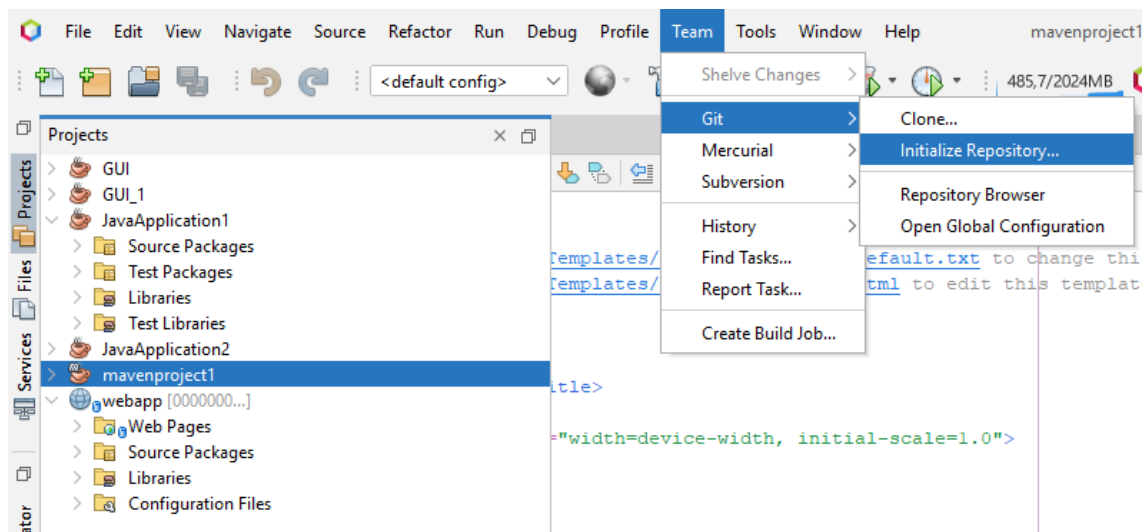 File Edit View Navigate Source Refactor Run Debug Profile Team Tools Window Help mavenproject1
<default config>
485,7/2024MB
Shelve Changes
Git
Mercurial
Subversion
History
Find Tasks...
Report Task...
Create Build Job...
Clone...
Initialize Repository...
Repository Browser
Open Global Configuration
Projects
Files
Services
Projects
GUI
GUI_1
JavaApplication1
Source Packages
Test Packages
Libraries
Test Libraries
JavaApplication2
mavenproject1
webapp [0000000...]
Web Pages
Source Packages
Libraries
Configuration Files
Templates/ efault.txt to change thi
Templates/ tml to edit this templat
itle>
="width=device-width, initial-scale=1.0">